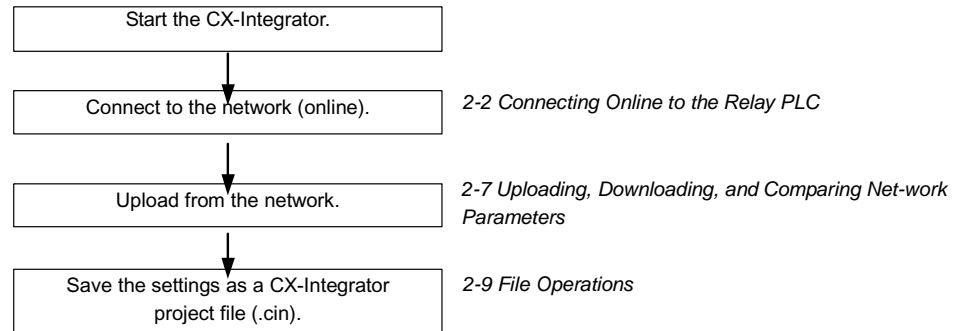 Start the CX-Integrator.
Connect to the network (online).
2-2 Connecting Online to the Relay PLC
Upload from the network.
2-7 Uploading, Downloading, and Comparing Net-work
Parameters
Save the settings as a CX-Integrator
project file (.cin).
2-9 File Operations